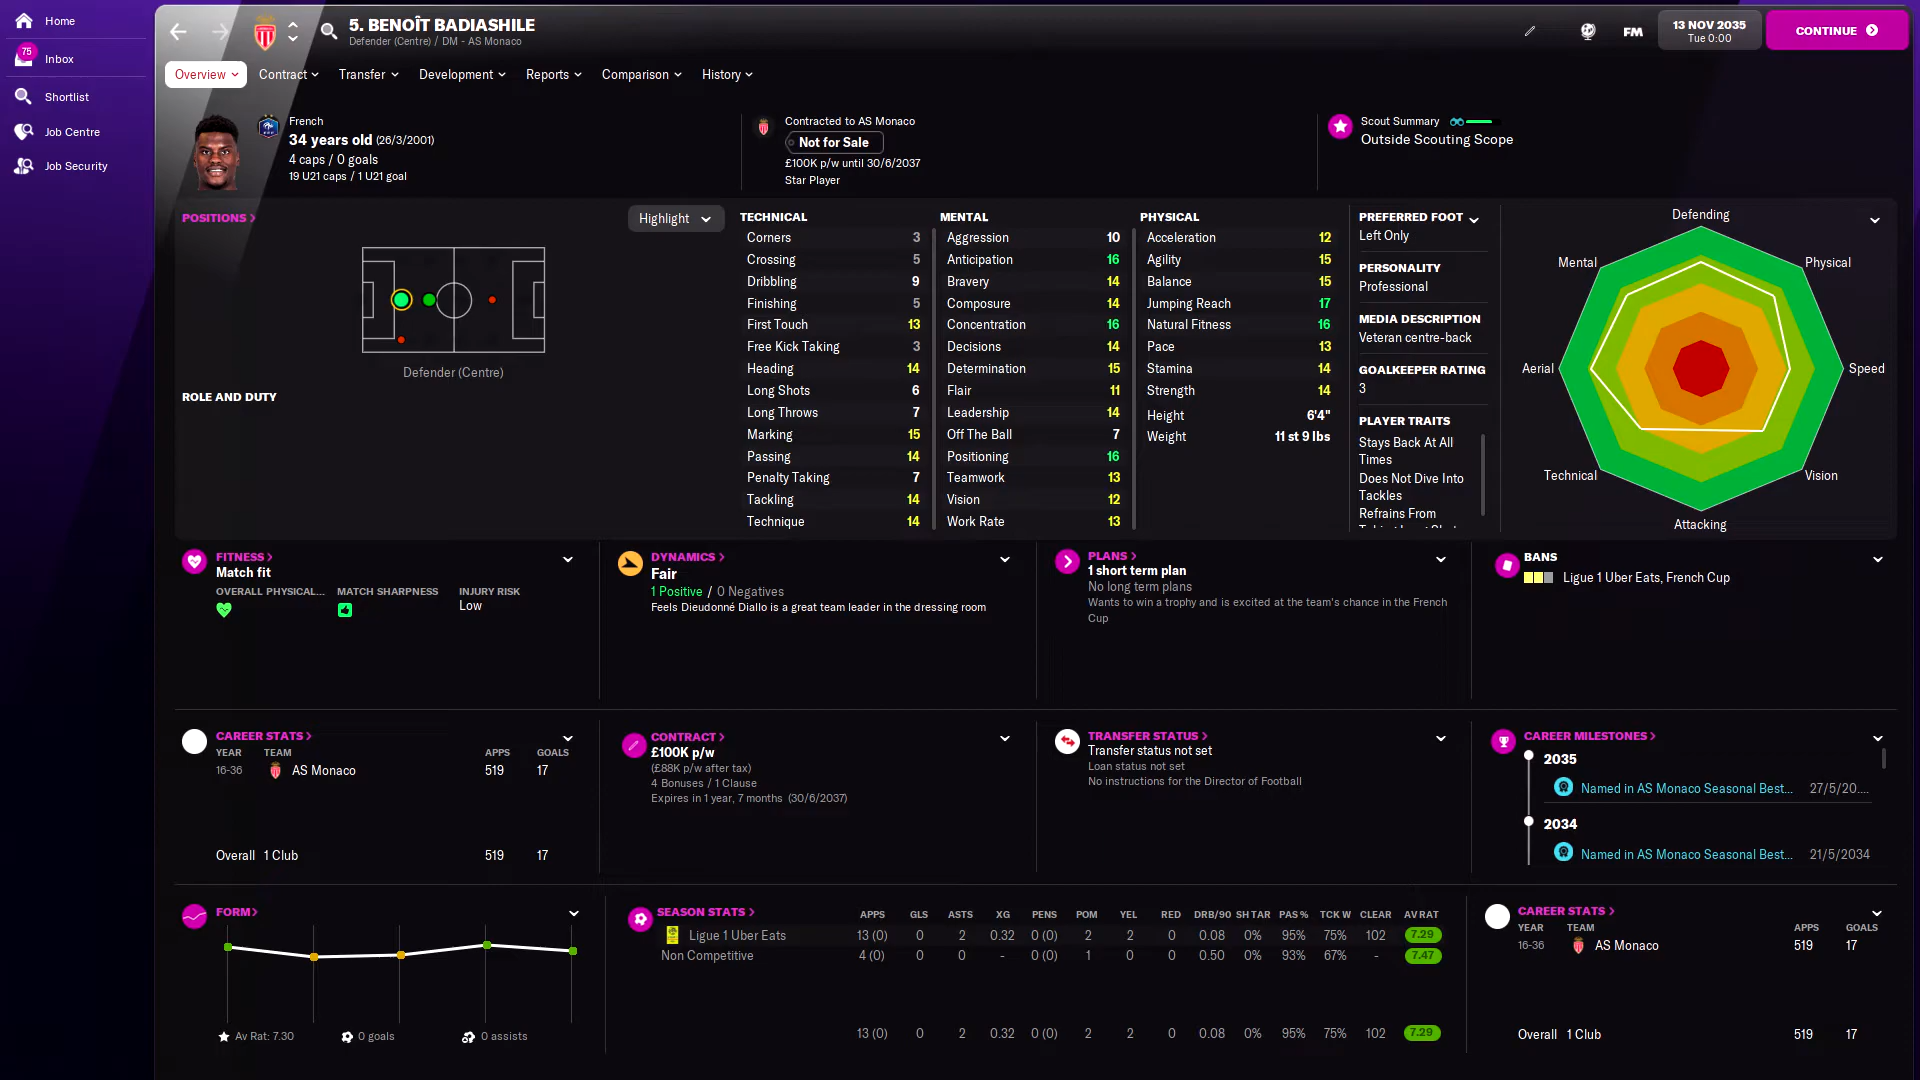 Home
75
Inbox
Shortlist
Job Centre
Job Security
5. BENOÎT BADIASHILE
Defender (Centre) / DM - AS Monaco
FM
13 NOV 2035
Tue 0:00
CONTINUE
Overview Contract Transfer Development Reports Comparison History
French
34 years old (26/3/2001)
4 caps / 0 goals
19 U21 caps / 1 U21 goal
Contracted to AS Monaco
Not for Sale
£100K p/w until 30/6/2037
Star Player
Scout Summary
Outside Scouting Scope
POSITIONS
Highlight
Defender (Centre)
ROLE AND DUTY
TECHNICAL
Corners 3
Crossing 5
Dribbling 9
Finishing 5
First Touch 13
Free Kick Taking 3
Heading 14
Long Shots 6
Long Throws 7
Marking 15
Passing 14
Penalty Taking 7
Tackling 14
Technique 14
MENTAL
Aggression 10
Anticipation 16
Bravery 14
Composure 14
Concentration 16
Decisions 14
Determination 15
Flair 11
Leadership 14
Off The Ball 7
Positioning 16
Teamwork 13
Vision 12
Work Rate 13
PHYSICAL
Acceleration 12
Agility 15
Balance 15
Jumping Reach 17
Natural Fitness 16
Pace 13
Stamina 14
Strength 14
Height 6'4"
Weight 11 st 9 lbs
PREFERRED FOOT
Left Only
PERSONALITY
Professional
MEDIA DESCRIPTION
Veteran centre-back
GOALKEEPER RATING
3
PLAYER TRAITS
Stays Back At All
Times
Does Not Dive Into
Tackles
Refrains From
Defending
Mental
Physical
Aerial
Speed
Technical
Vision
Attacking
FITNESS
Match fit
OVERALL PHYSICAL... MATCH SHARPNESS INJURY RISK
Low
DYNAMICS
Fair
1 Positive / 0 Negatives
Feels Dieudonné Diallo is a great team leader in the dressing room
PLANS
1 short term plan
No long term plans
Wants to win a trophy and is excited at the team's chance in the French
Cup
BANS
Ligue 1 Uber Eats, French Cup
CAREER STATS
YEAR TEAM APPS GOALS
16-36 AS Monaco 519 17
Overall 1 Club 519 17
CONTRACT
£100K p/w
(£88K p/w after tax)
4 Bonuses / 1 Clause
Expires in 1 year, 7 months (30/6/2037)
TRANSFER STATUS
Transfer status not set
Loan status not set
No instructions for the Director of Football
CAREER MILESTONES
2035
Named in AS Monaco Seasonal Best... 27/5/20....
2034
Named in AS Monaco Seasonal Best... 21/5/2034
FORM
Av Rat: 7.30 0 goals 0 assists
SEASON STATS APPS GLS ASTS XG PENS POM YEL RED DRB/90 SH TAR PAS % TCK W CLEAR AV RAT
Ligue 1 Uber Eats 13 (0) 0 2 0.32 0 (0) 2 2 0 0.08 0% 95% 75% 102 7.29
Non Competitive 4 (0) 0 0 - 0 (0) 1 0 0 0.50 0% 93% 67% - 7.47
13 (0) 0 2 0.32 0 (0) 2 2 0 0.08 0% 95% 75% 102 7.29
CAREER STATS
YEAR TEAM APPS GOALS
16-36 AS Monaco 519 17
Overall 1 Club 519 17